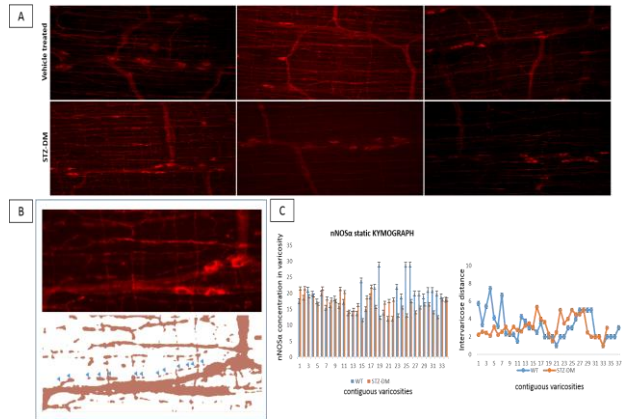 A
Vehicle treated
STZ-DM
B
C
nNOSα static KYMOGRAPH
nNOSα concentration in varicosity
35
30
25
20
15
10
5
0
1 3 5 7 9 11 13 15 17 19 21 23 25 27 29 31 33
WT STZ-DM
contiguous varicosities
Intervaricose distance
10
8
6
4
2
0
1 3 5 7 9 11 13 15 17 19 21 23 25 27 29 31 33 35 37
WT STZ-DM
contiguous varicosities